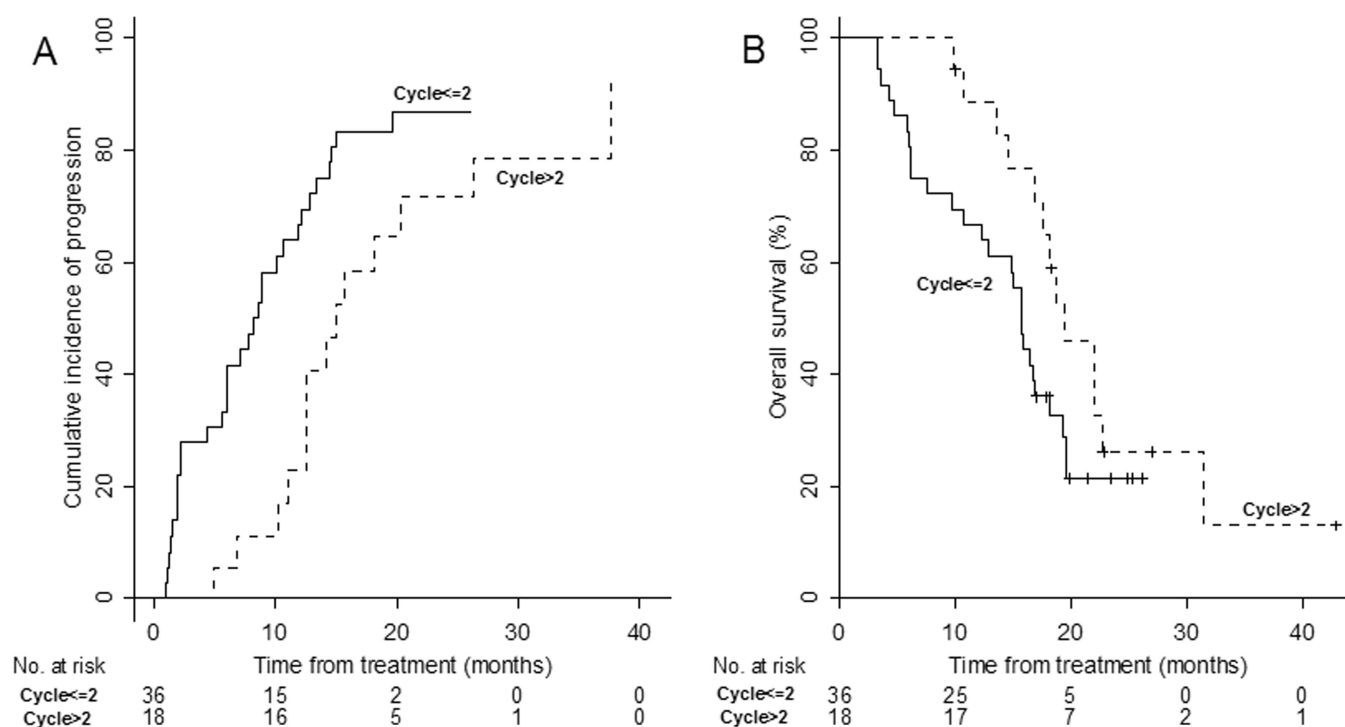 A
Cumulative incidence of progression
100
80
60
40
20
0
Cycle<=2
Cycle>2
0 10 20 30 40
Time from treatment (months)
No. at risk
Cycle<=2 36 15 2 0 0
Cycle>2 18 16 5 1 0
B
Overall survival (%)
100
80
60
40
20
0
Cycle<=2
Cycle>2
0 10 20 30 40
Time from treatment (months)
No. at risk
Cycle<=2 36 25 5 0 0
Cycle>2 18 17 7 2 1